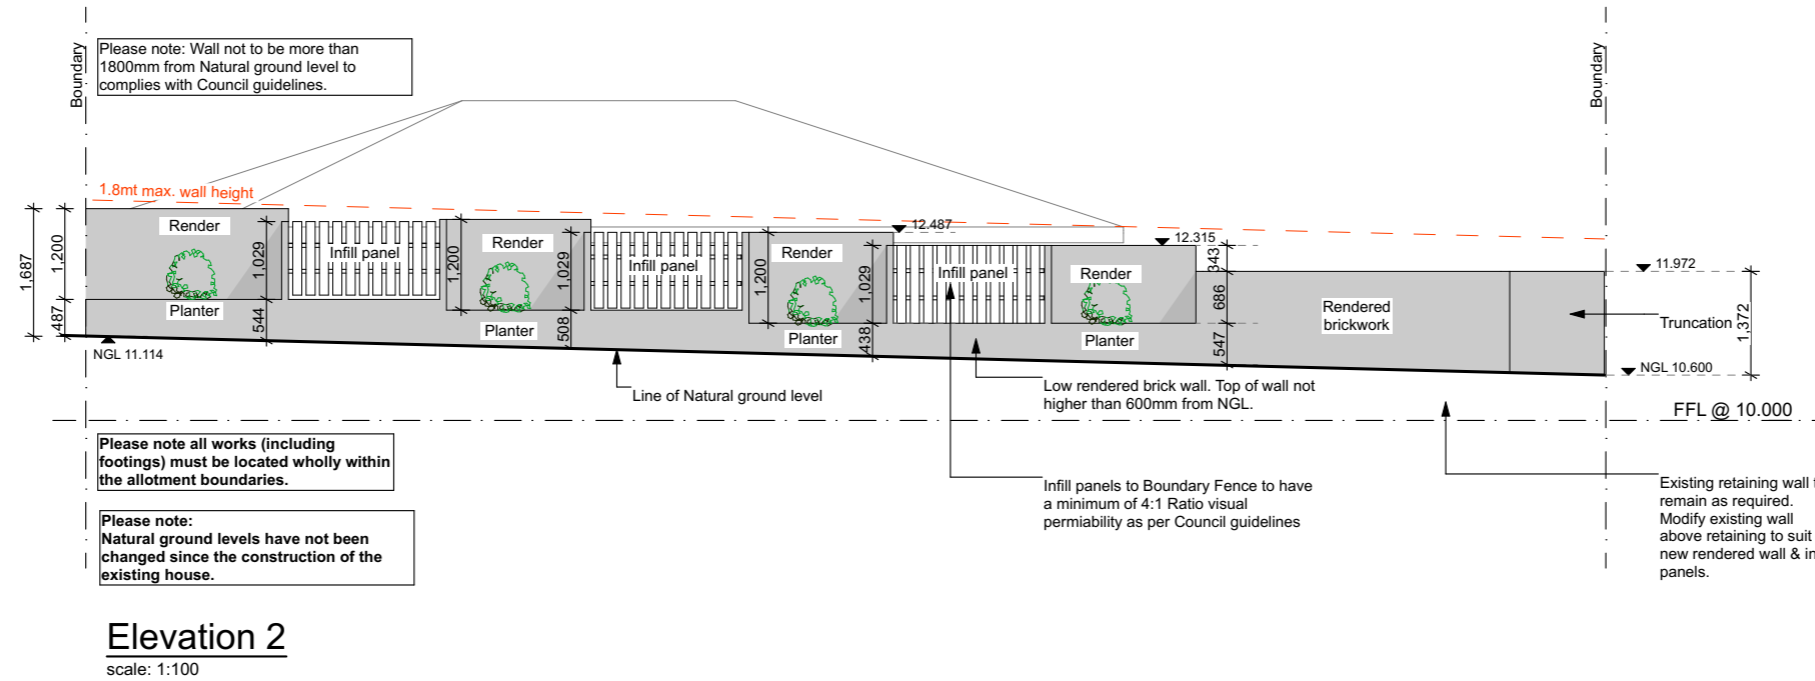 Boundary
Please note: Wall not to be more than
1800mm from Natural ground level to
complies with Council guidelines.
Boundary
1.8mt max. wall height
Render
Infill panel
Render
Infill panel
Render
12.487
Infill panel
12.315
Render
11.972
1,687
1,200
487
1,029
544
1,200
1,029
508
1,200
1,029
438
343
686
547
1,372
Planter
Planter
Planter
Planter
Rendered
brickwork
Truncation
NGL 11.114
NGL 10.600
Line of Natural ground level
Low rendered brick wall. Top of wall not
higher than 600mm from NGL.
FFL @ 10.000
Please note all works (including
footings) must be located wholly within
the allotment boundaries.
Infill panels to Boundary Fence to have
a minimum of 4:1 Ratio visual
permiability as per Council guidelines
Existing retaining wall
remain as required.
Modify existing wall
above retaining to suit
new rendered wall & in
panels.
Please note:
Natural ground levels have not been
changed since the construction of the
existing house.
Elevation 2
scale: 1:100